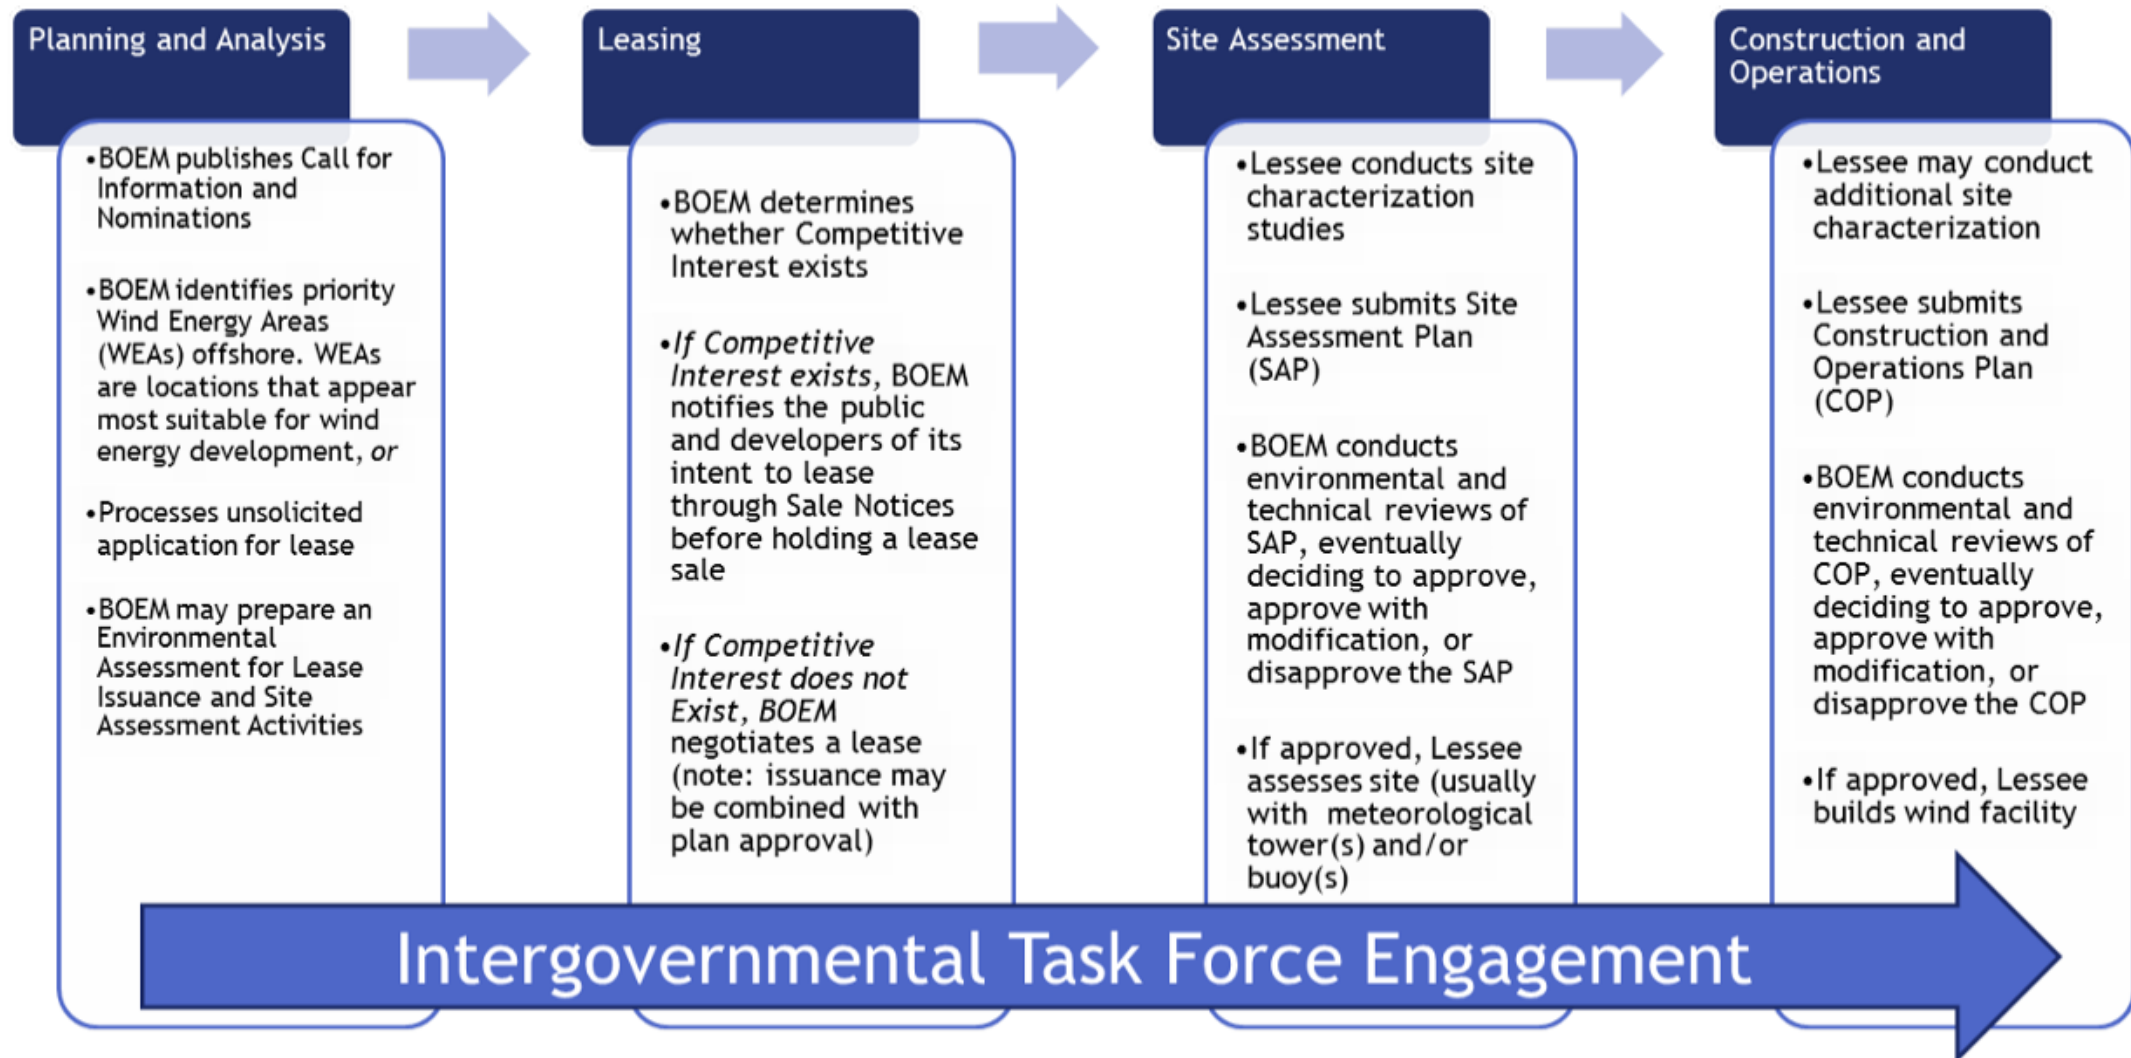 Planning and Analysis
•BOEM publishes Call for
Information and
Nominations
•BOEM identifies priority
Wind Energy Areas
(WEAs) offshore. WEAs
are locations that appear
most suitable for wind
energy development, or
•Processes unsolicited
application for lease
•BOEM may prepare an
Environmental
Assessment for Lease
Issuance and Site
Assessment Activities
Leasing
•BOEM determines
whether Competitive
Interest exists
•If Competitive
Interest exists, BOEM
notifies the public
and developers of its
intent to lease
through Sale Notices
before holding a lease
sale
•If Competitive
Interest does not
Exist, BOEM
negotiates a lease
(note: issuance may
be combined with
plan approval)
Site Assessment
•Lessee conducts site
characterization
studies
•Lessee submits Site
Assessment Plan
(SAP)
•BOEM conducts
environmental and
technical reviews of
SAP, eventually
deciding to approve,
approve with
modification, or
disapprove the SAP
•If approved, Lessee
assesses site (usually
with meteorological
tower(s) and/or
buoy(s)
Construction and
Operations
•Lessee may conduct
additional site
characterization
•Lessee submits
Construction and
Operations Plan
(COP)
•BOEM conducts
environmental and
technical reviews of
COP, eventually
deciding to approve,
approve with
modification, or
disapprove the COP
•If approved, Lessee
builds wind facility
Intergovernmental Task Force Engagement